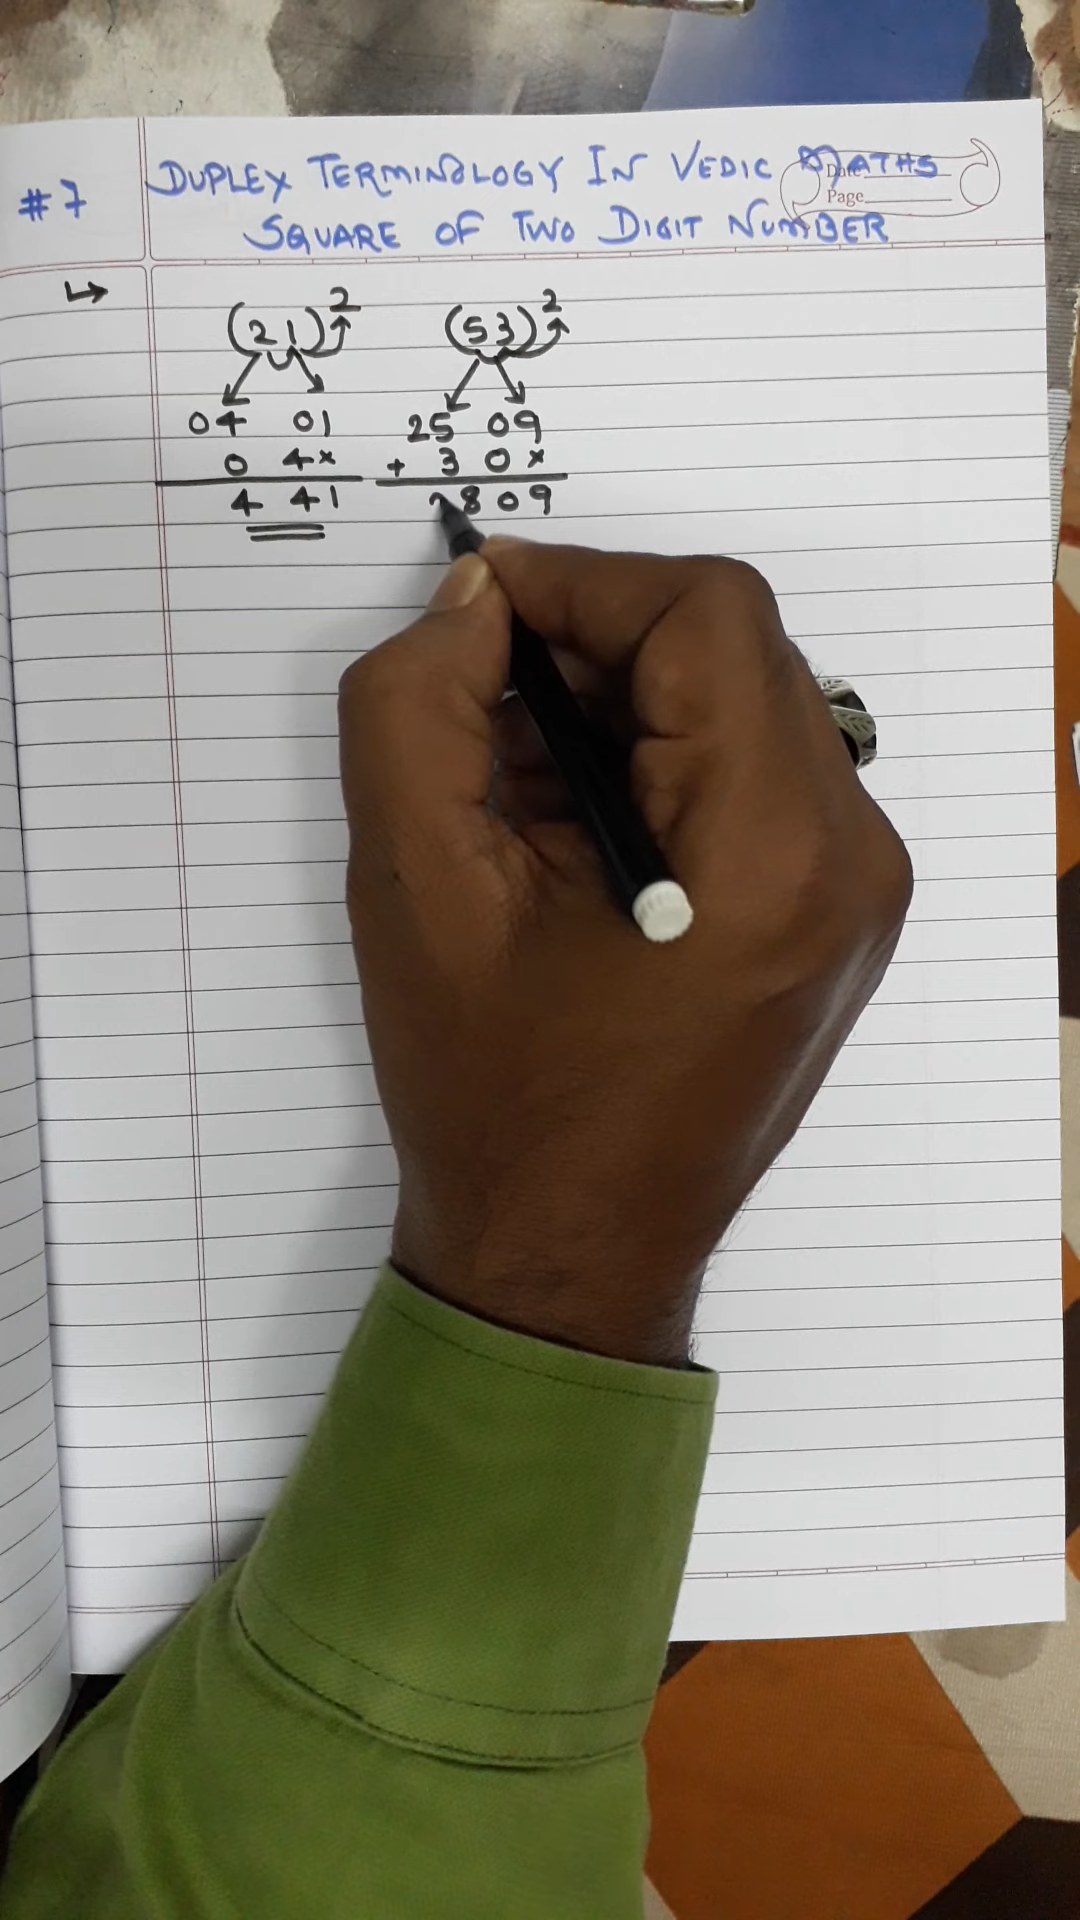 #7
DUPLEX TERMINOLOGY IN VEDIC MATHS
Date
Page
SQUARE OF TWO DIGIT NUMBER
↳
(21)² (53)²
04 01 25 09
0 4× + 3 0 ×
4 41 2809